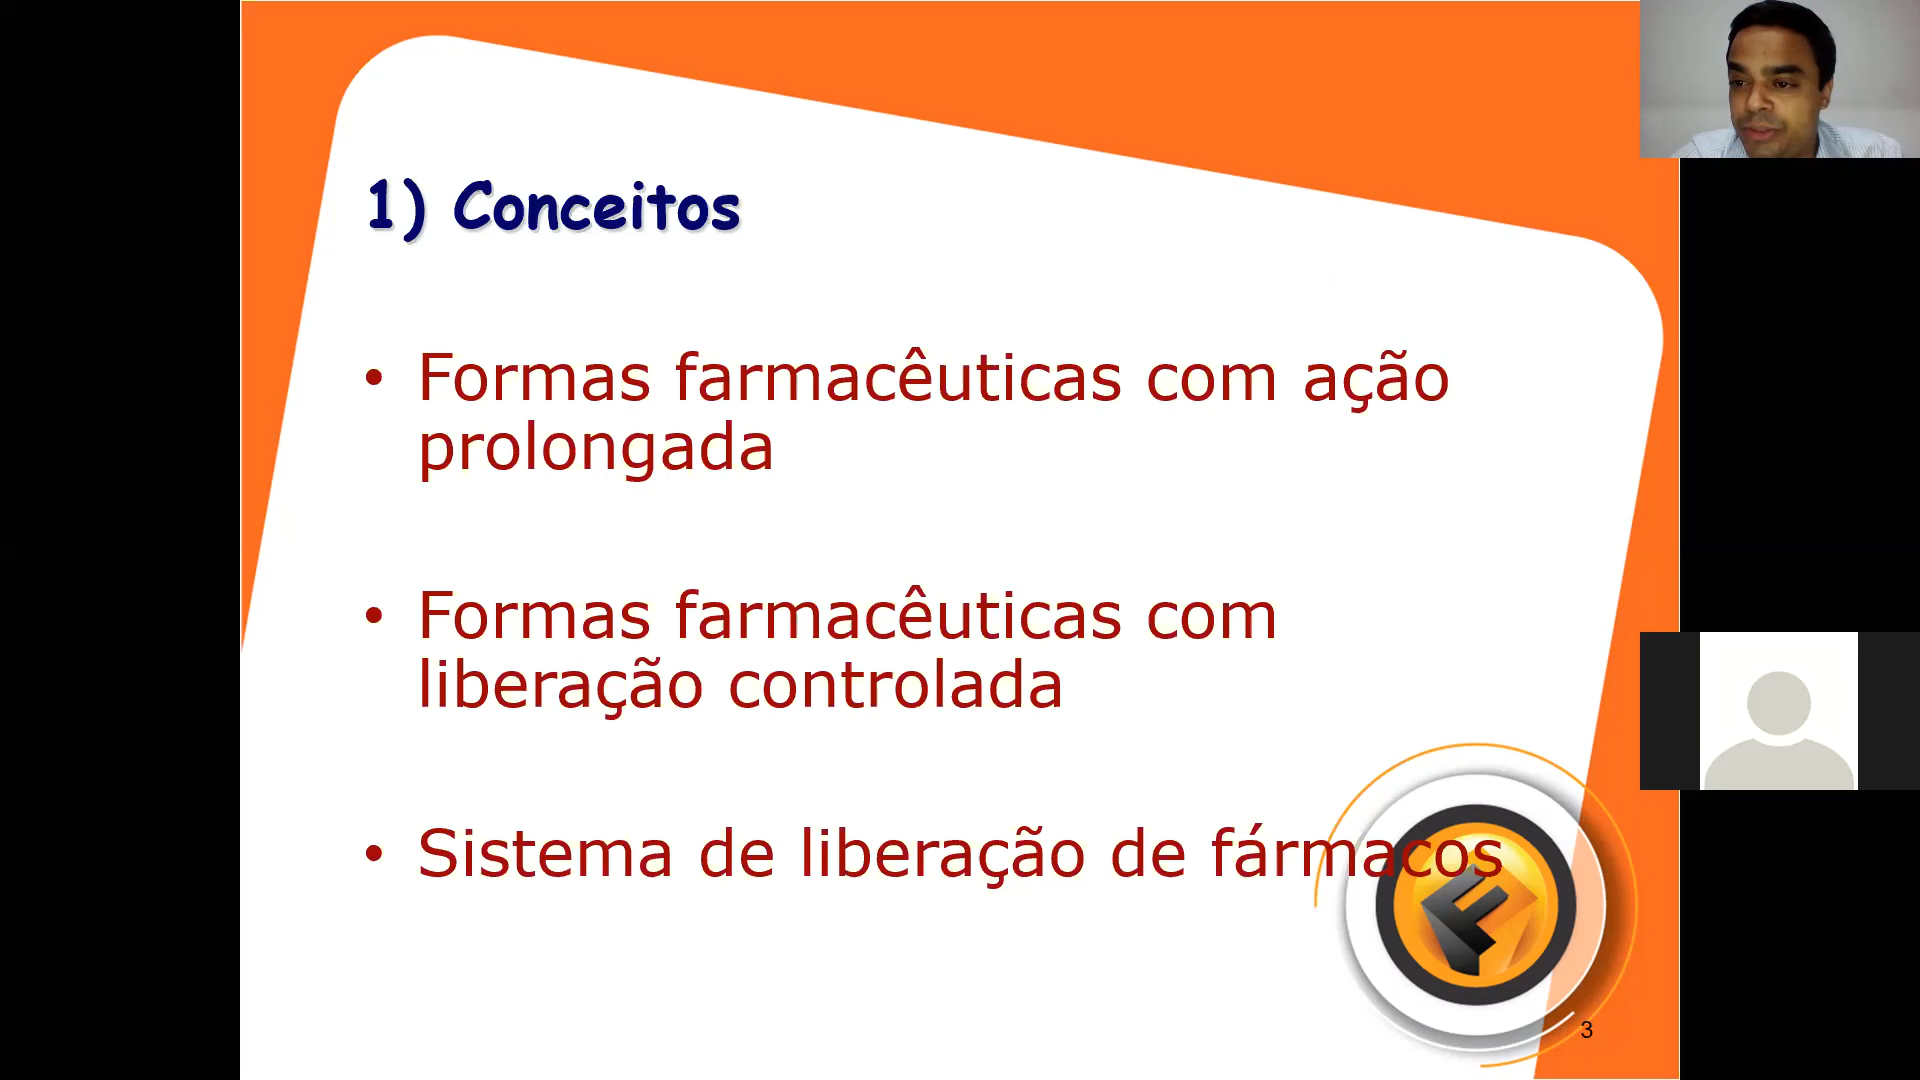 1) Conceitos
• Formas farmacêuticas com ação
prolongada
• Formas farmacêuticas com
liberação controlada
• Sistema de liberação de fármacos
3